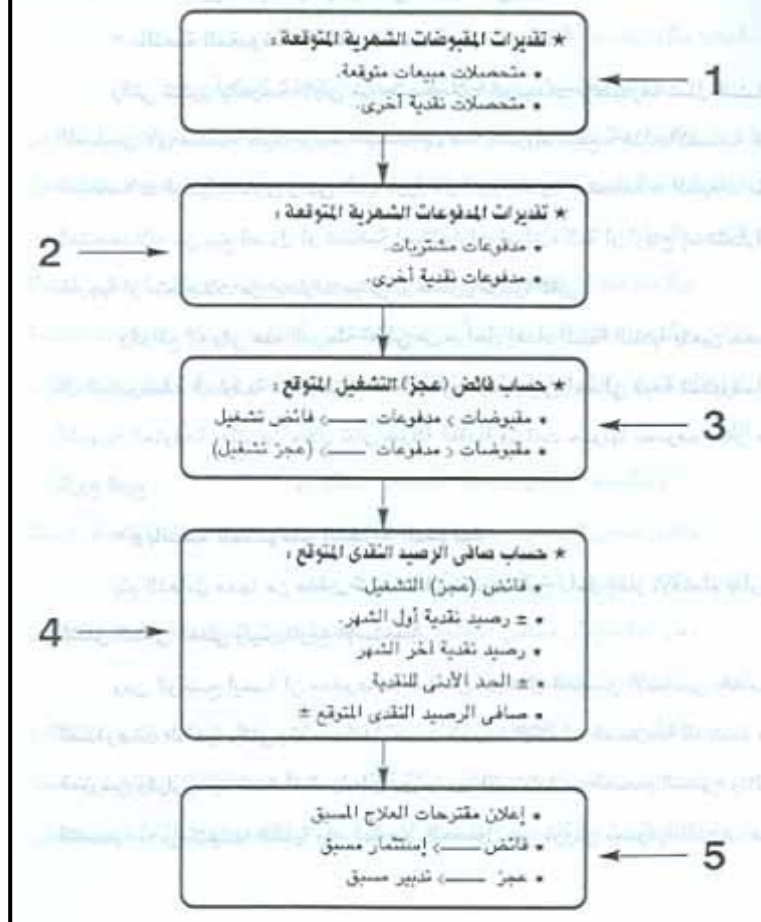 ★ تقديرات المقبوضات الشهرية المتوقعة :
• متحصلات مبيعات متوقعة.
• متحصلات نقدية أخرى.
1
★ تقديرات المدفوعات الشهرية المتوقعة :
• مدفوعات مشتريات.
• مدفوعات نقدية أخرى.
2
★ حساب فائض (عجز) التشغيل المتوقع :
• مقبوضات > مدفوعات ——> فائض تشغيل
• مقبوضات < مدفوعات ——> (عجز تشغيل)
3
★ حساب صافى الرصيد النقدى المتوقع :
• فائض (عجز) التشغيل.
• ± رصيد نقدية أول الشهر.
• رصيد نقدية آخر الشهر
• ± الحد الأدنى للنقدية
• صافى الرصيد النقدى المتوقع ±
4
• إعلان مقترحات العلاج المسبق
• فائض ——> إستثمار مسبق
• عجز ——> تدبير مسبق
5